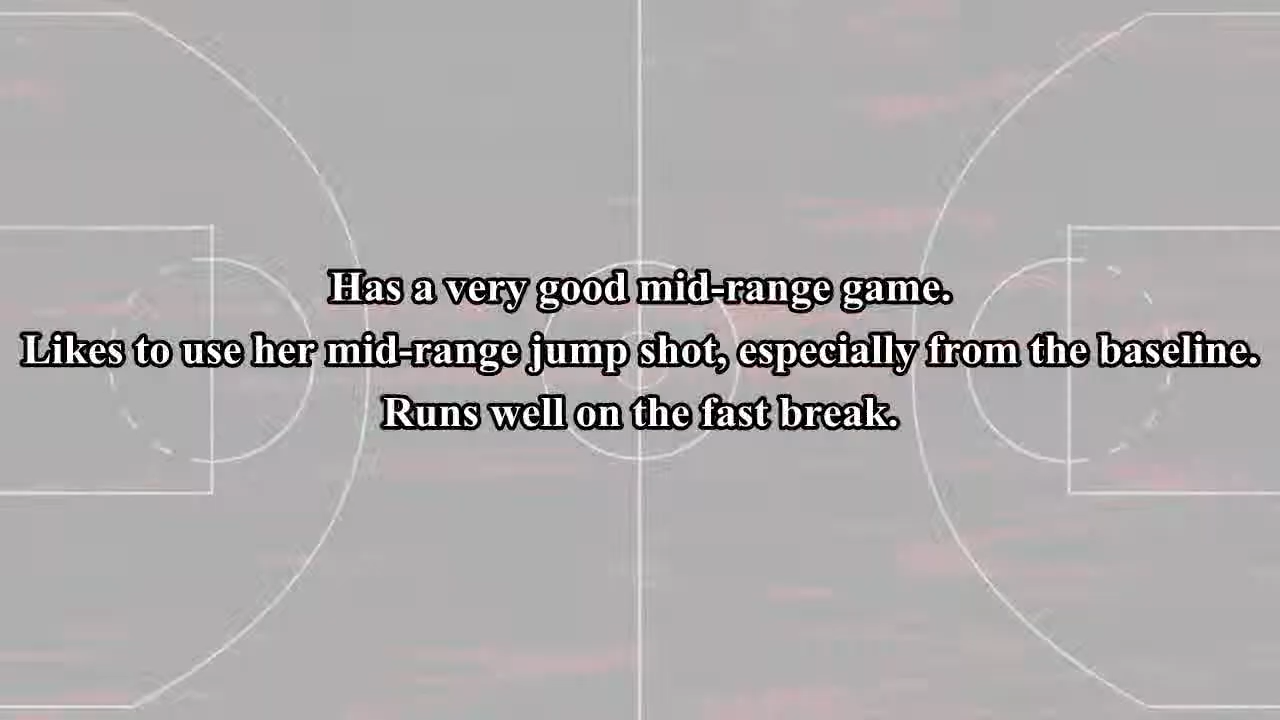 Has a very good mid-range game.
Likes to use her mid-range jump shot, especially from the baseline.
Runs well on the fast break.